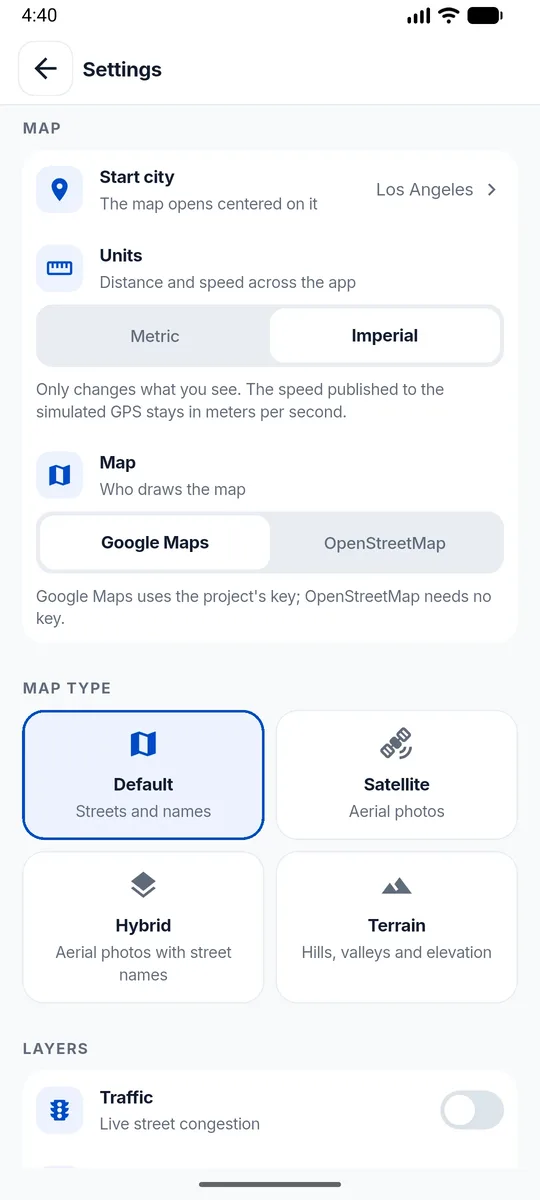 4:40
Settings
MAP
Start city
The map opens centered on it
Los Angeles
Units
Distance and speed across the app
Metric
Imperial
Only changes what you see. The speed published to the
simulated GPS stays in meters per second.
Map
Who draws the map
Google Maps
OpenStreetMap
Google Maps uses the project's key; OpenStreetMap needs no
key.
MAP TYPE
Default
Streets and names
Satellite
Aerial photos
Hybrid
Aerial photos with street
names
Terrain
Hills, valleys and elevation
LAYERS
Traffic
Live street congestion